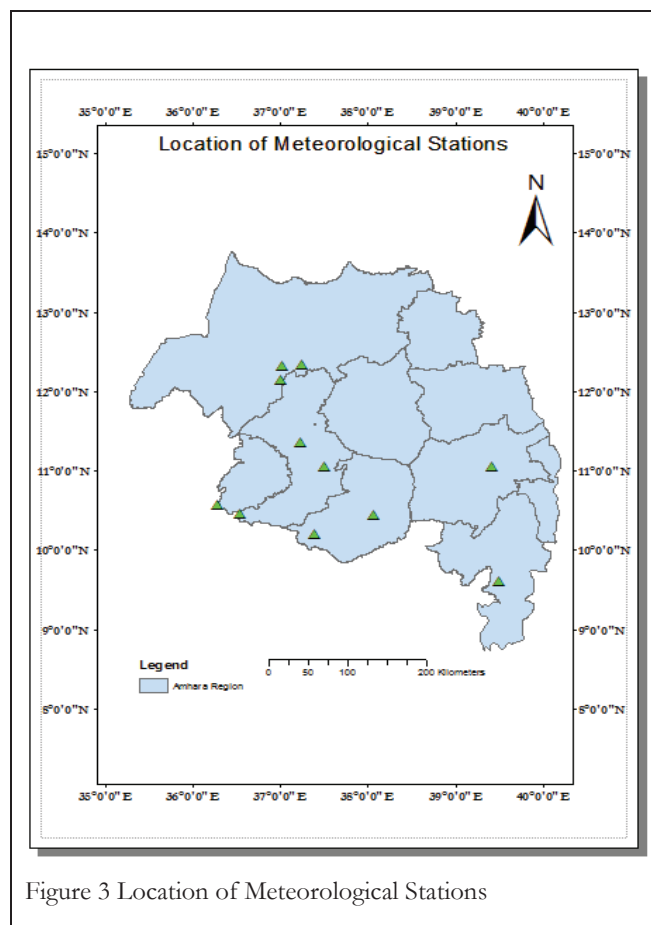 35°0'0"E 36°0'0"E 37°0'0"E 38°0'0"E 39°0'0"E 40°0'0"E
Location of Meteorological Stations
N
15°0'0"N 15°0'0"N
14°0'0"N 14°0'0"N
13°0'0"N 13°0'0"N
12°0'0"N 12°0'0"N
11°0'0"N 11°0'0"N
10°0'0"N 10°0'0"N
9°0'0"N 9°0'0"N
Legend
Amhara Region
0 50 100 200 Kilometers
5°0'0"N 5°0'0"N
35°0'0"E 36°0'0"E 37°0'0"E 38°0'0"E 39°0'0"E 40°0'0"E
Figure 3 Location of Meteorological Stations